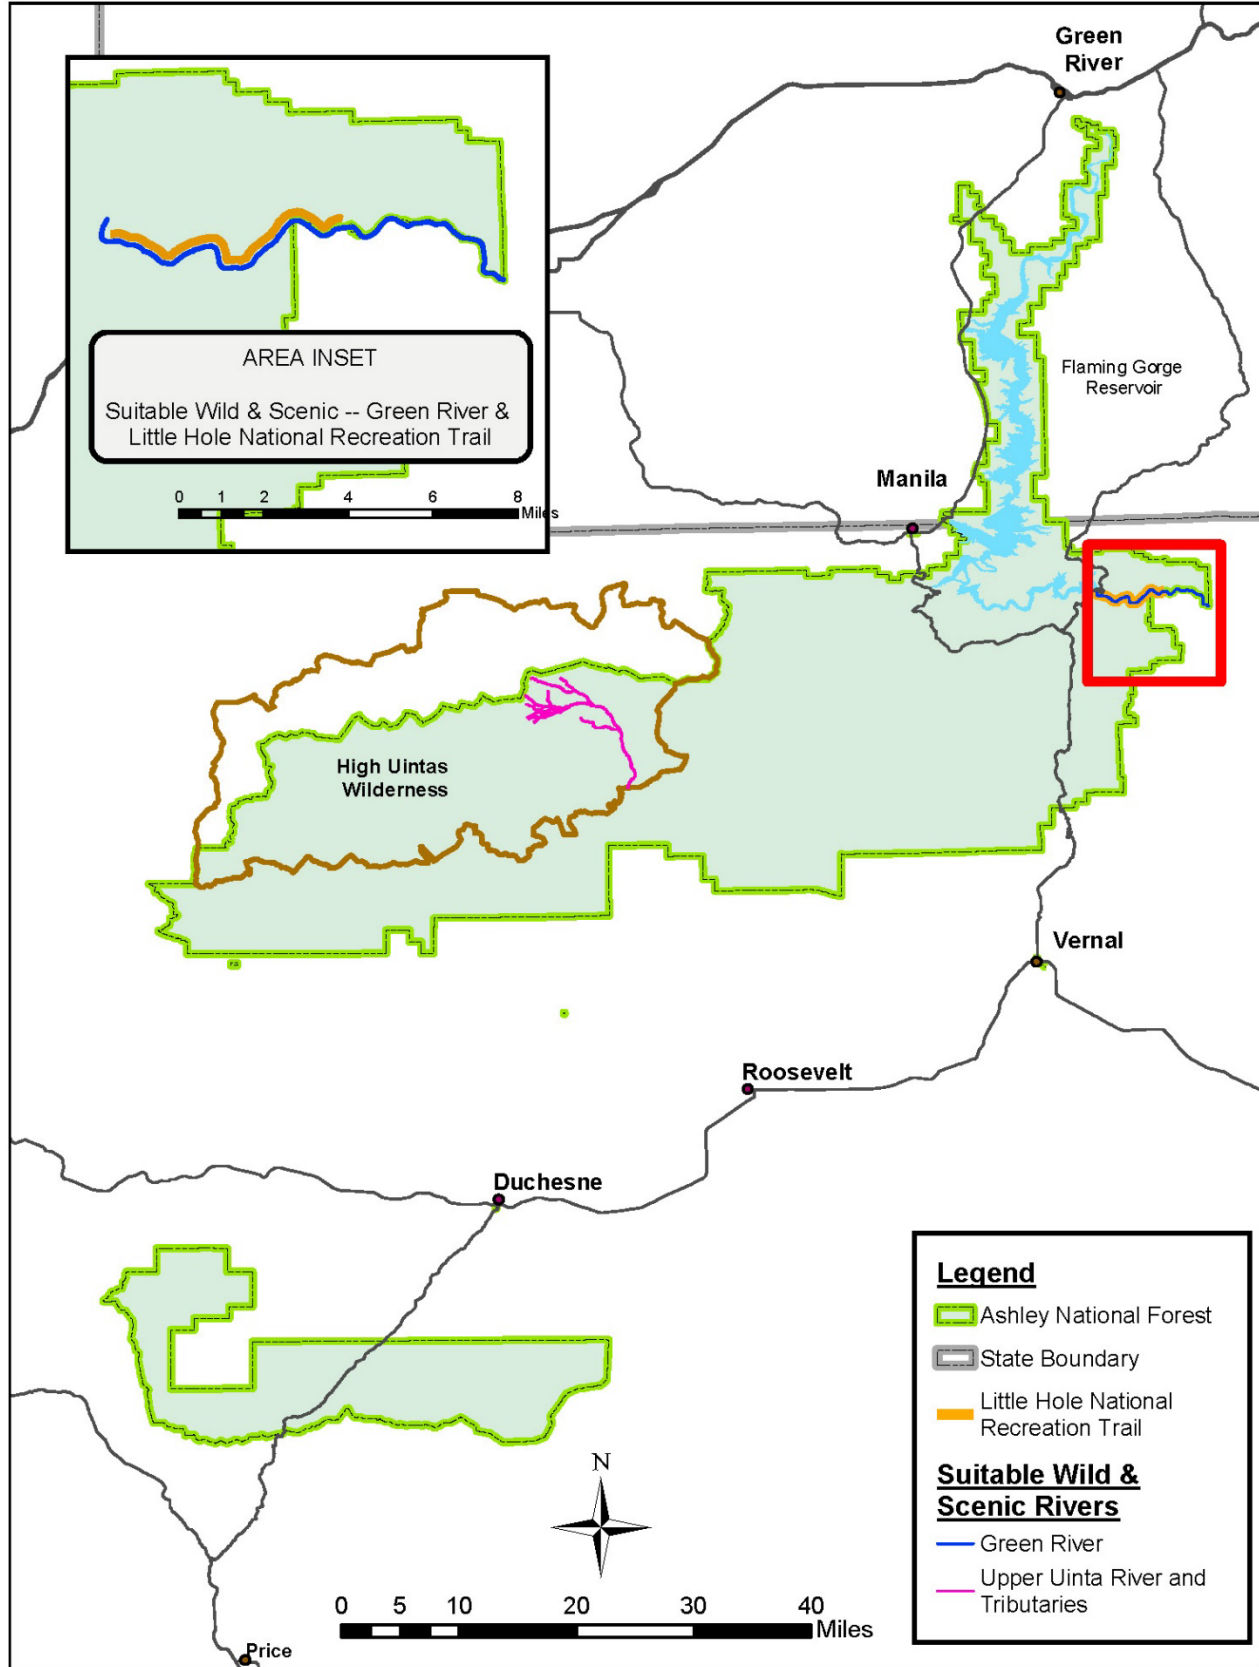 Green
River
AREA INSET
Suitable Wild & Scenic -- Green River &
Little Hole National Recreation Trail
0 1 2 4 6 8
Miles
Flaming Gorge
Reservoir
Manila
High Uintas
Wilderness
Vernal
Roosevelt
Duchesne
Price
N
0 5 10 20 30 40
Miles
Legend
Ashley National Forest
State Boundary
Little Hole National
Recreation Trail
Suitable Wild &
Scenic Rivers
Green River
Upper Uinta River and
Tributaries